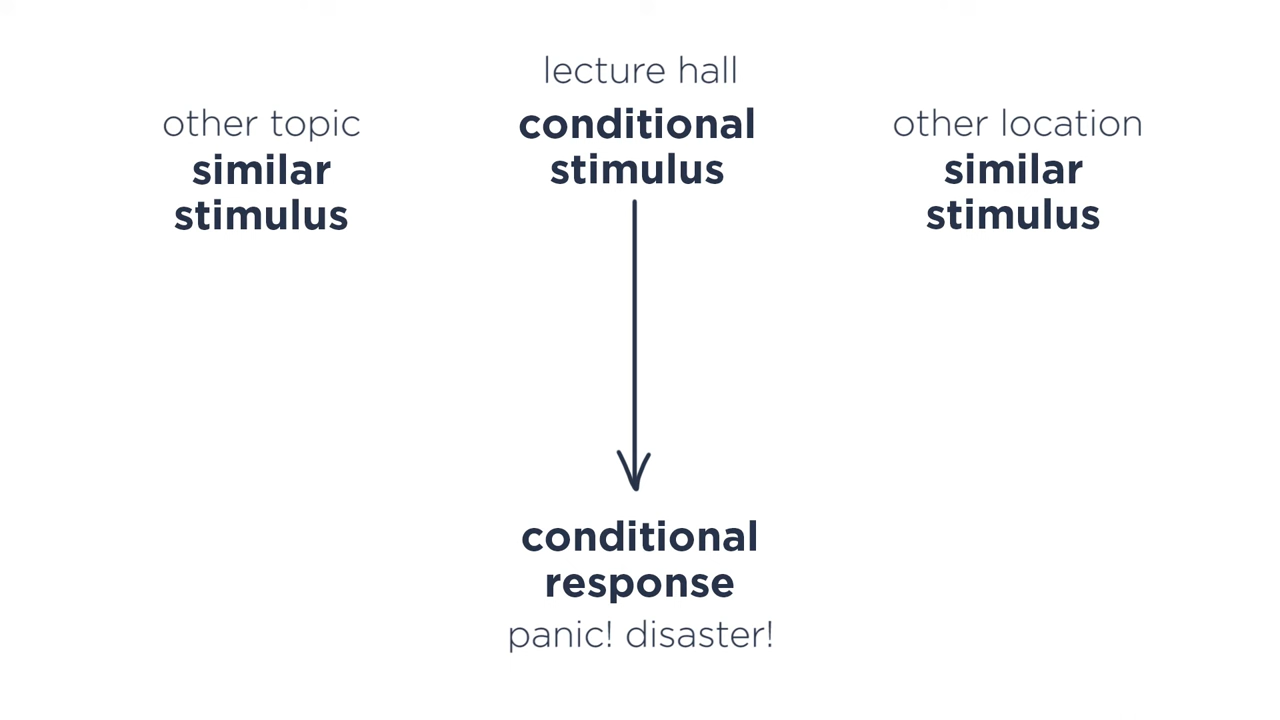 lecture hall
conditional
stimulus
other topic
similar
stimulus
other location
similar
stimulus
conditional
response
panic! disaster!